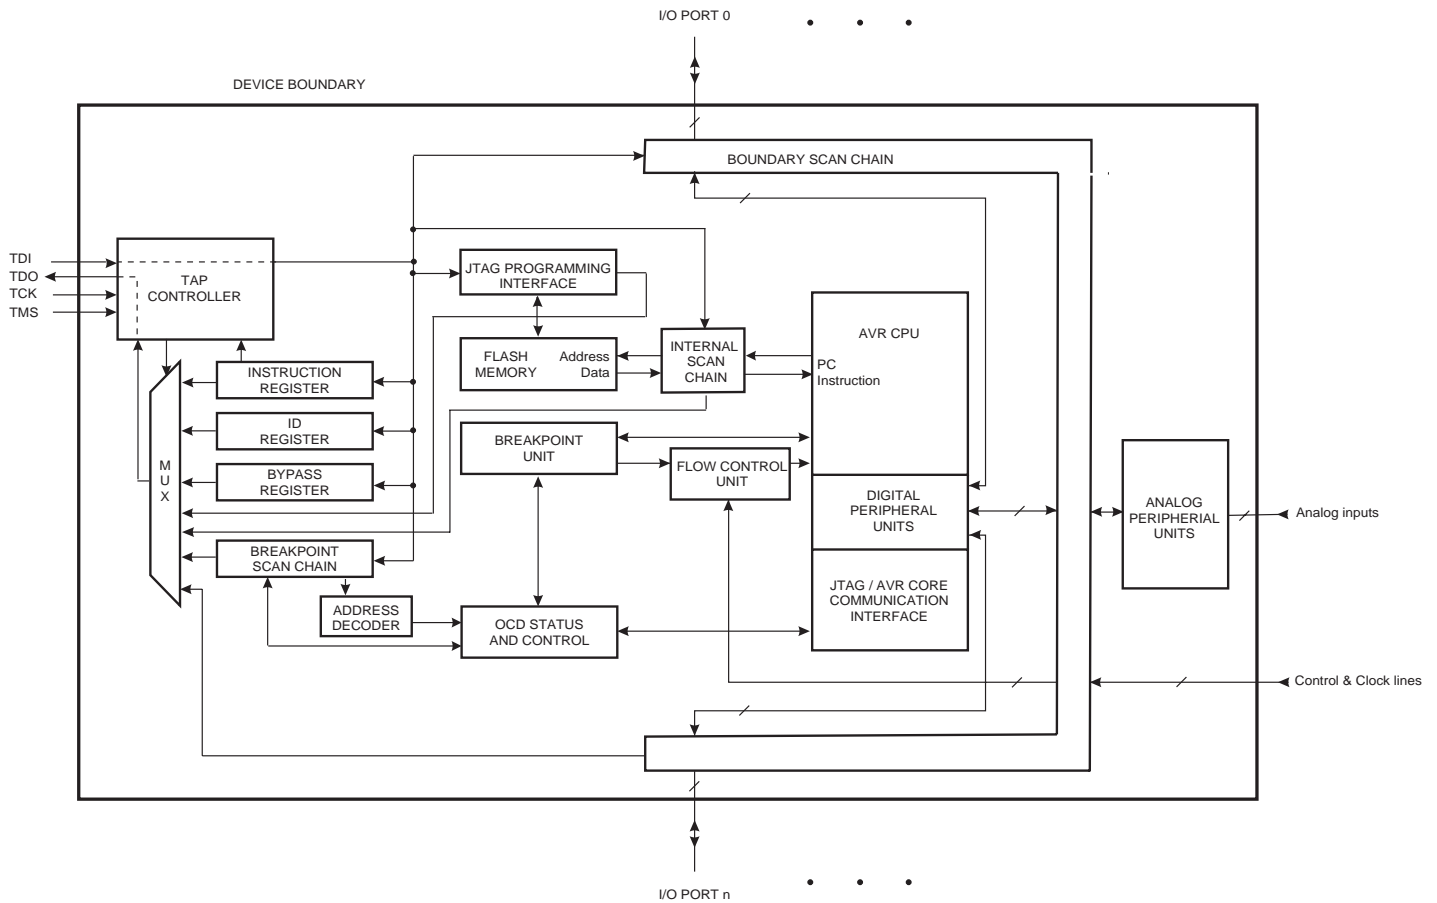 I/O PORT 0
DEVICE BOUNDARY
BOUNDARY SCAN CHAIN
TDI
TDO
TCK
TMS
TAP
CONTROLLER
JTAG PROGRAMMING
INTERFACE
AVR CPU
FLASH
MEMORY
Address
Data
INTERNAL
SCAN
CHAIN
PC
Instruction
INSTRUCTION
REGISTER
ID
REGISTER
M
U
X
BREAKPOINT
UNIT
FLOW CONTROL
UNIT
BYPASS
REGISTER
DIGITAL
PERIPHERAL
UNITS
ANALOG
PERIPHERIAL
UNITS
Analog inputs
BREAKPOINT
SCAN CHAIN
JTAG / AVR CORE
COMMUNICATION
INTERFACE
ADDRESS
DECODER
OCD STATUS
AND CONTROL
Control & Clock lines
I/O PORT n